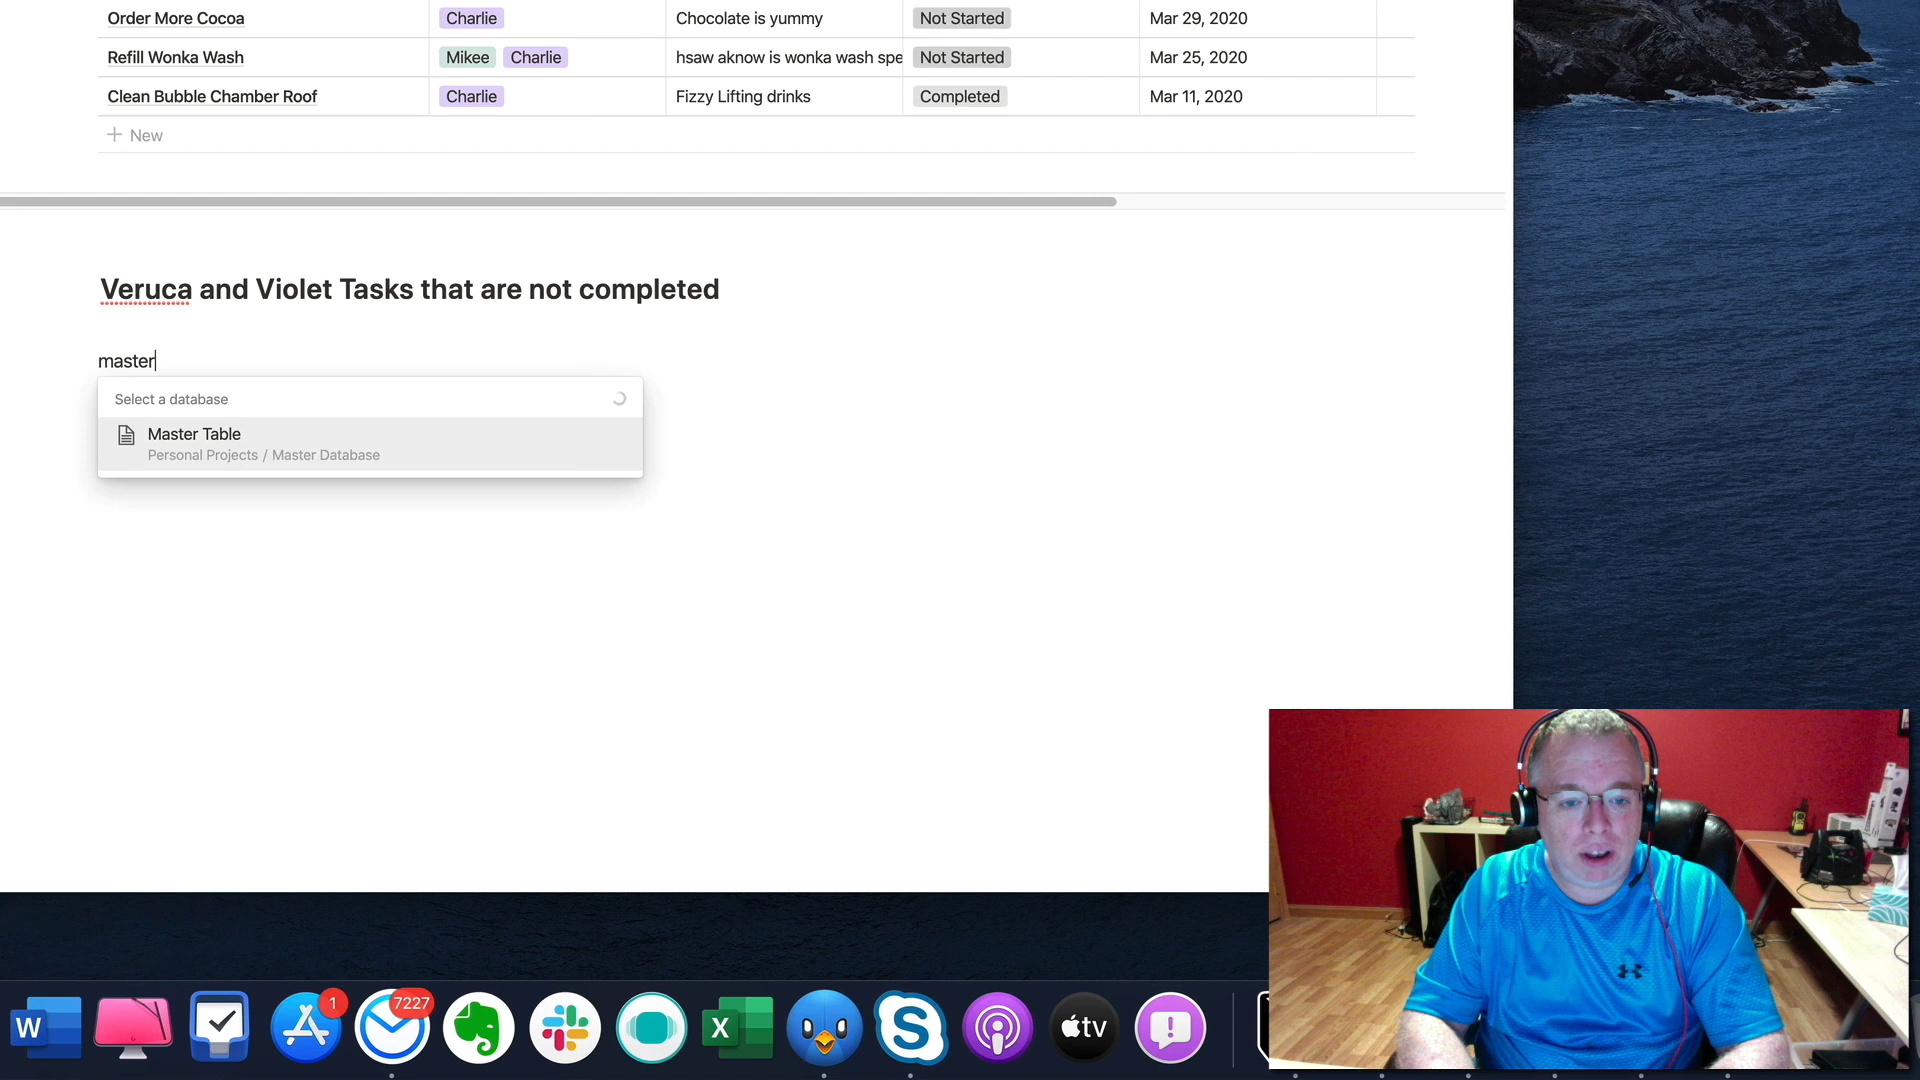 Order More Cocoa Charlie Chocolate is yummy Not Started Mar 29, 2020
Refill Wonka Wash Mikee Charlie hsaw aknow is wonka wash spe Not Started Mar 25, 2020
Clean Bubble Chamber Roof Charlie Fizzy Lifting drinks Completed Mar 11, 2020
New
Veruca and Violet Tasks that are not completed
master
Select a database
Master Table
Personal Projects / Master Database
1
7227
W
X
S
tv